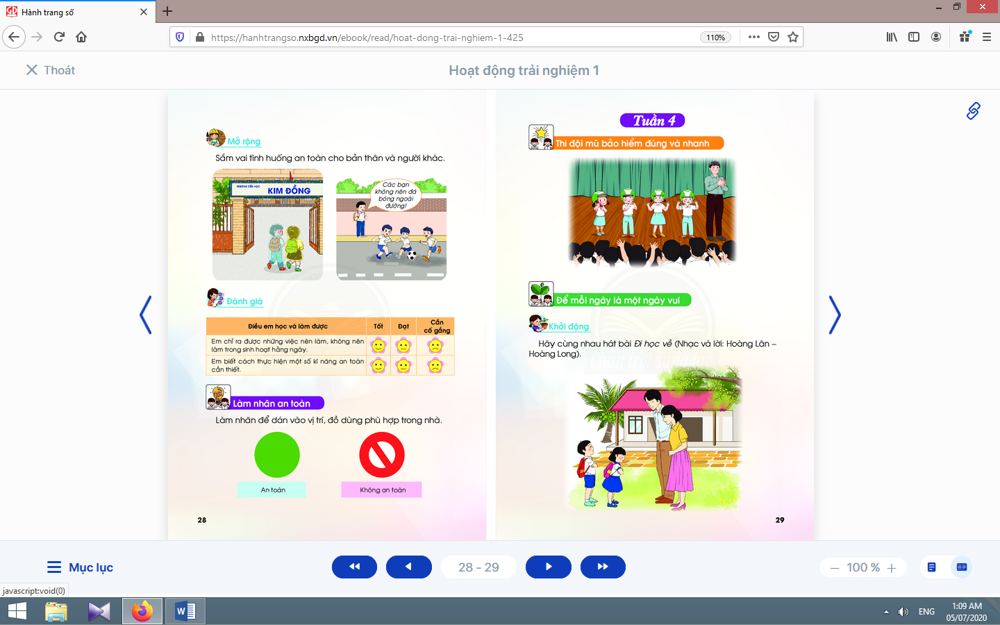 Hành trang số
https://hanhtrangso.nxbgd.vn/ebook/read/hoat-dong-trai-nghiem-1-425
110%
Thoát
Hoạt động trải nghiệm 1
Mở rộng
Sắm vai tình huống an toàn cho bản thân và người khác.
TRƯỜNG TIỂU HỌC
KIM ĐỒNG
Các bạn
không nên đá
bóng ngoài
đường!
Đánh giá
Điều em học và làm được
Tốt
Đạt
Cần
cố gắng
Em chỉ ra được những việc nên làm, không nên
làm trong sinh hoạt hằng ngày.
Em biết cách thực hiện một số kĩ năng an toàn
cần thiết.
Làm nhãn an toàn
Làm nhãn để dán vào vị trí, đồ dùng phù hợp trong nhà.
An toàn
Không an toàn
28
Tuần 4
Thi đội mũ bảo hiểm đúng và nhanh
Để mỗi ngày là một ngày vui
Khởi động
Hãy cùng nhau hát bài Đi học về (Nhạc và lời: Hoàng Lân –
Hoàng Long).
Chân trời sáng tạo
29
Mục lục
28 - 29
100 %
javascript:void(0)
ENG
1:09 AM
05/07/2020